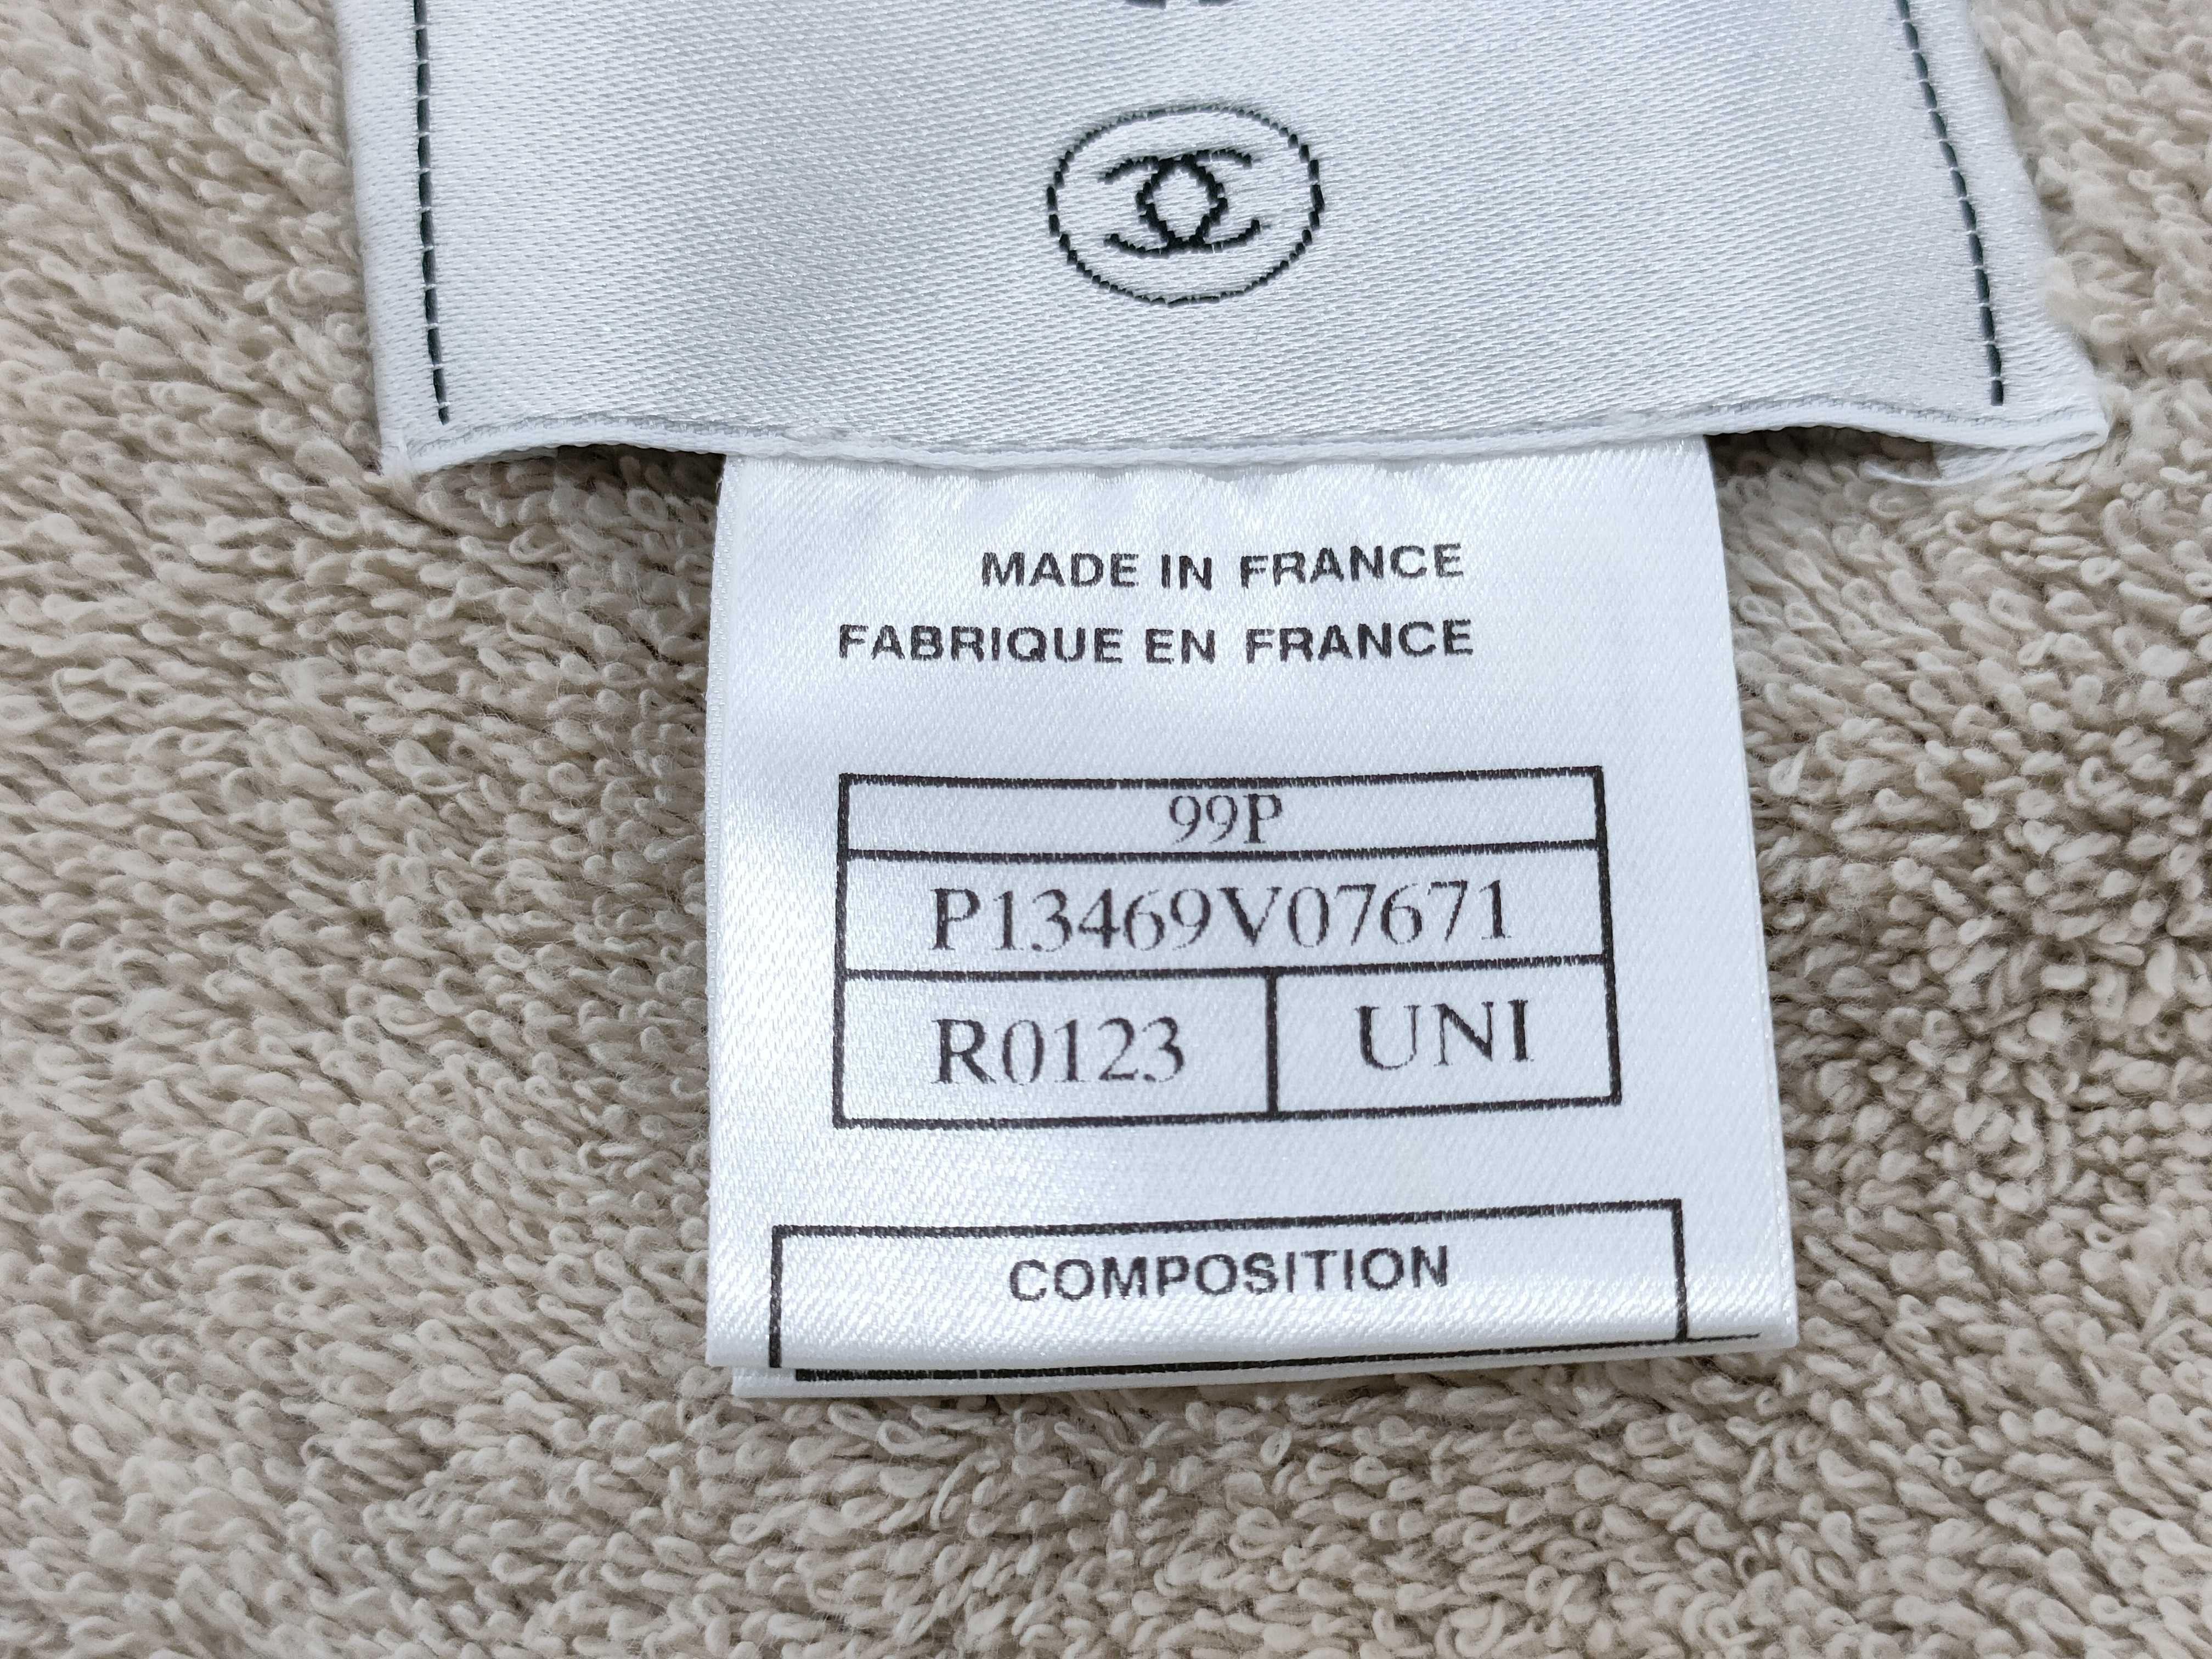 MADE IN FRANCE
FABRIQUE EN FRANCE
99P
P13469V07671
R0123 UNI
COMPOSITION